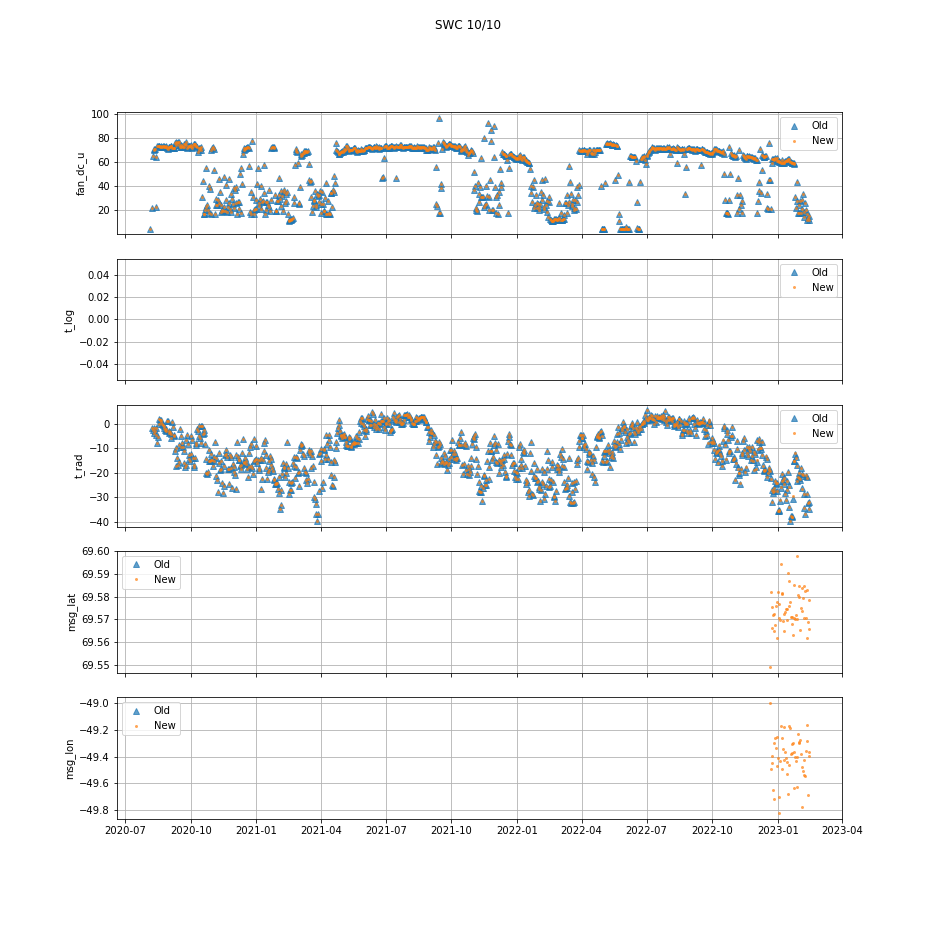 SWC 10/10
100
80
60
40
20
fan_dc_u
Old
New
0.04
0.02
0.00
−0.02
−0.04
t_log
Old
New
0
−10
−20
−30
−40
t_rad
Old
New
69.60
69.59
69.58
69.57
69.56
69.55
msg_lat
Old
New
−49.0
−49.2
−49.4
−49.6
−49.8
msg_lon
Old
New
2020-07 2020-10 2021-01 2021-04 2021-07 2021-10 2022-01 2022-04 2022-07 2022-10 2023-01 2023-04